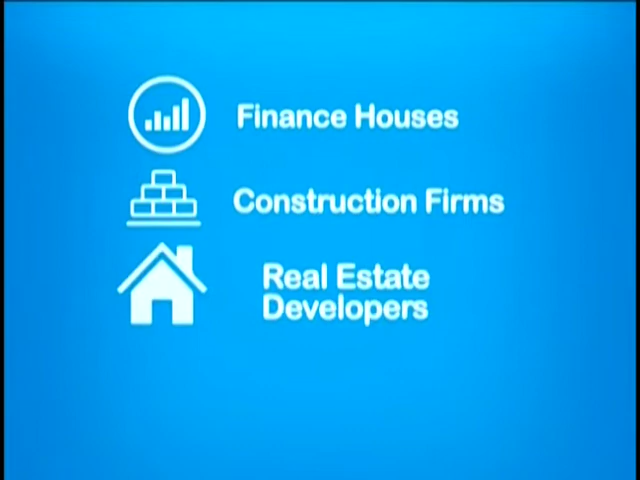 Finance Houses
Construction Firms
Real Estate
Developers